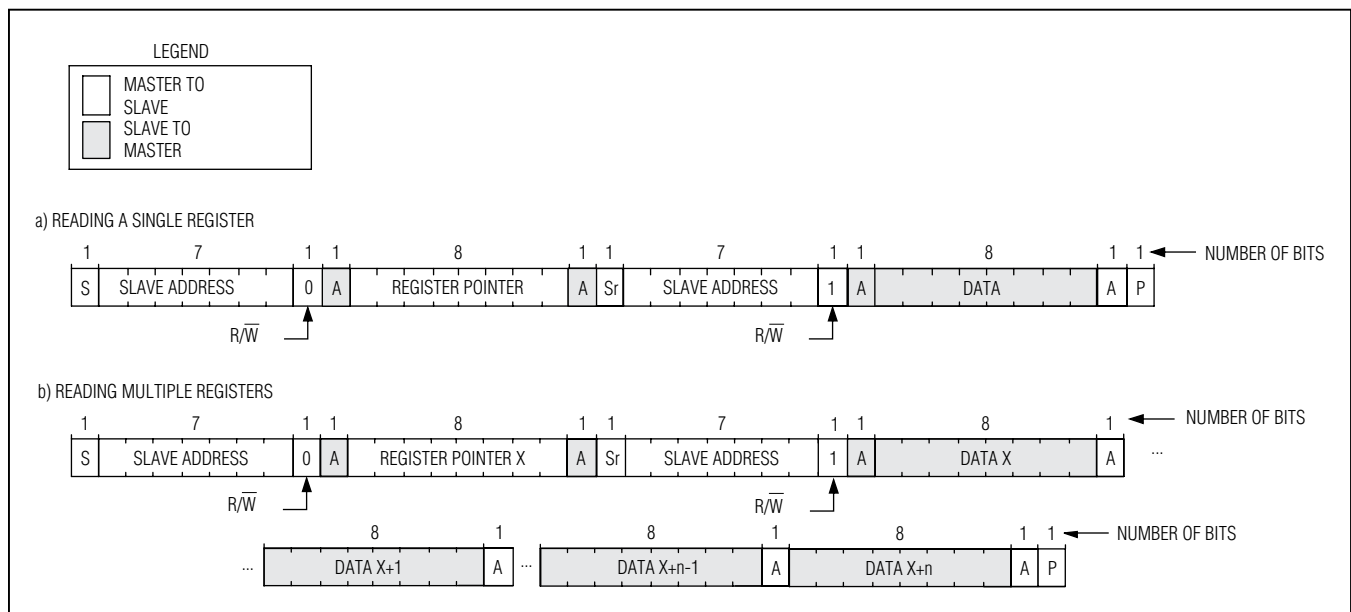 LEGEND
MASTER TO
SLAVE
SLAVE TO
MASTER
a) READING A SINGLE REGISTER
1 7 1 1 8 1 1 7 1 1 8 1 1 NUMBER OF BITS
S SLAVE ADDRESS 0 A REGISTER POINTER A Sr SLAVE ADDRESS 1 A DATA A P
R/W̅ R/W̅
b) READING MULTIPLE REGISTERS
1 7 1 1 8 1 1 7 1 1 8 1 NUMBER OF BITS
S SLAVE ADDRESS 0 A REGISTER POINTER X A Sr SLAVE ADDRESS 1 A DATA X A ...
R/W̅ R/W̅
8 1 8 1 8 1 1 NUMBER OF BITS
... DATA X+1 A ... DATA X+n-1 A DATA X+n A P